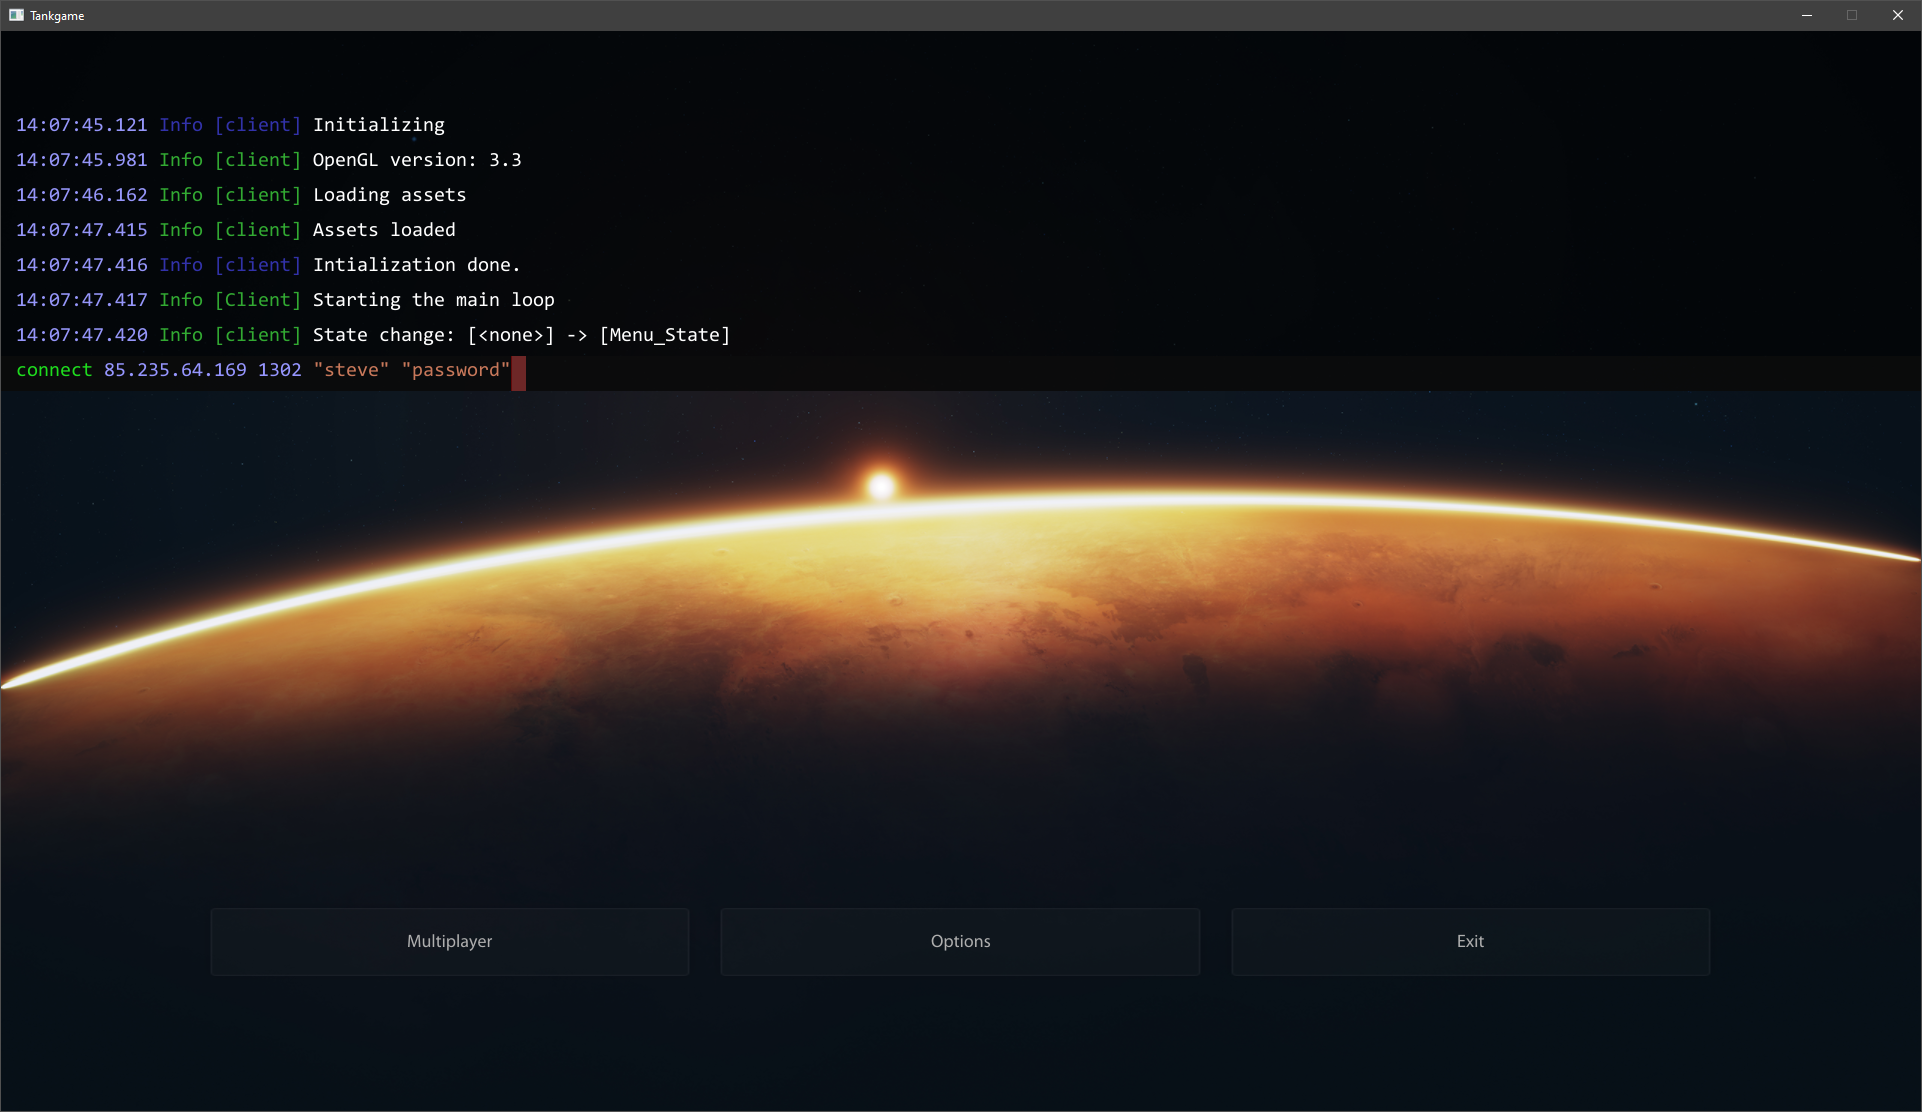 Tankgame
14:07:45.121 Info [client] Initializing
14:07:45.981 Info [client] OpenGL version: 3.3
14:07:46.162 Info [client] Loading assets
14:07:47.415 Info [client] Assets loaded
14:07:47.416 Info [client] Intialization done.
14:07:47.417 Info [Client] Starting the main loop
14:07:47.420 Info [client] State change: [<none>] -> [Menu_State]
connect 85.235.64.169 1302 "steve" "password"
Multiplayer
Options
Exit